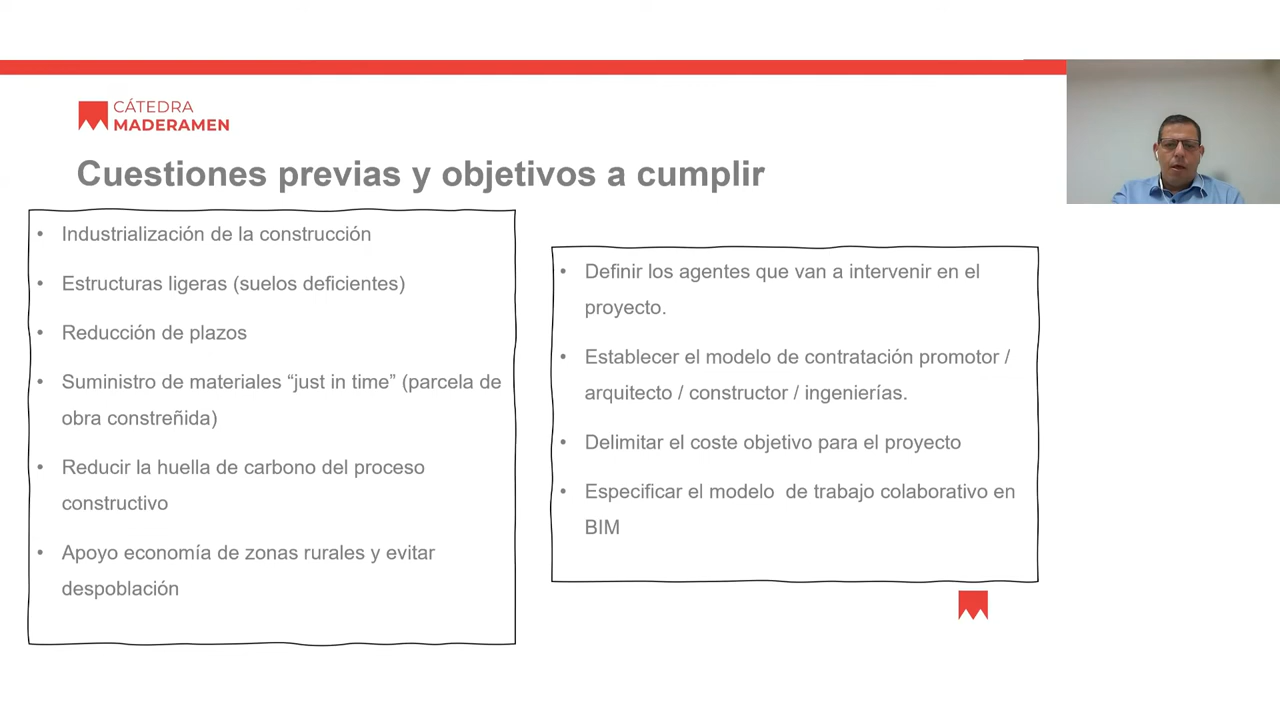 CÁTEDRA
MADERAMEN
Cuestiones previas y objetivos a cumplir
• Industrialización de la construcción
• Estructuras ligeras (suelos deficientes)
• Reducción de plazos
• Suministro de materiales “just in time” (parcela de
obra constreñida)
• Reducir la huella de carbono del proceso
constructivo
• Apoyo economía de zonas rurales y evitar
despoblación
• Definir los agentes que van a intervenir en el
proyecto.
• Establecer el modelo de contratación promotor /
arquitecto / constructor / ingenierías.
• Delimitar el coste objetivo para el proyecto
• Especificar el modelo  de trabajo colaborativo en
BIM